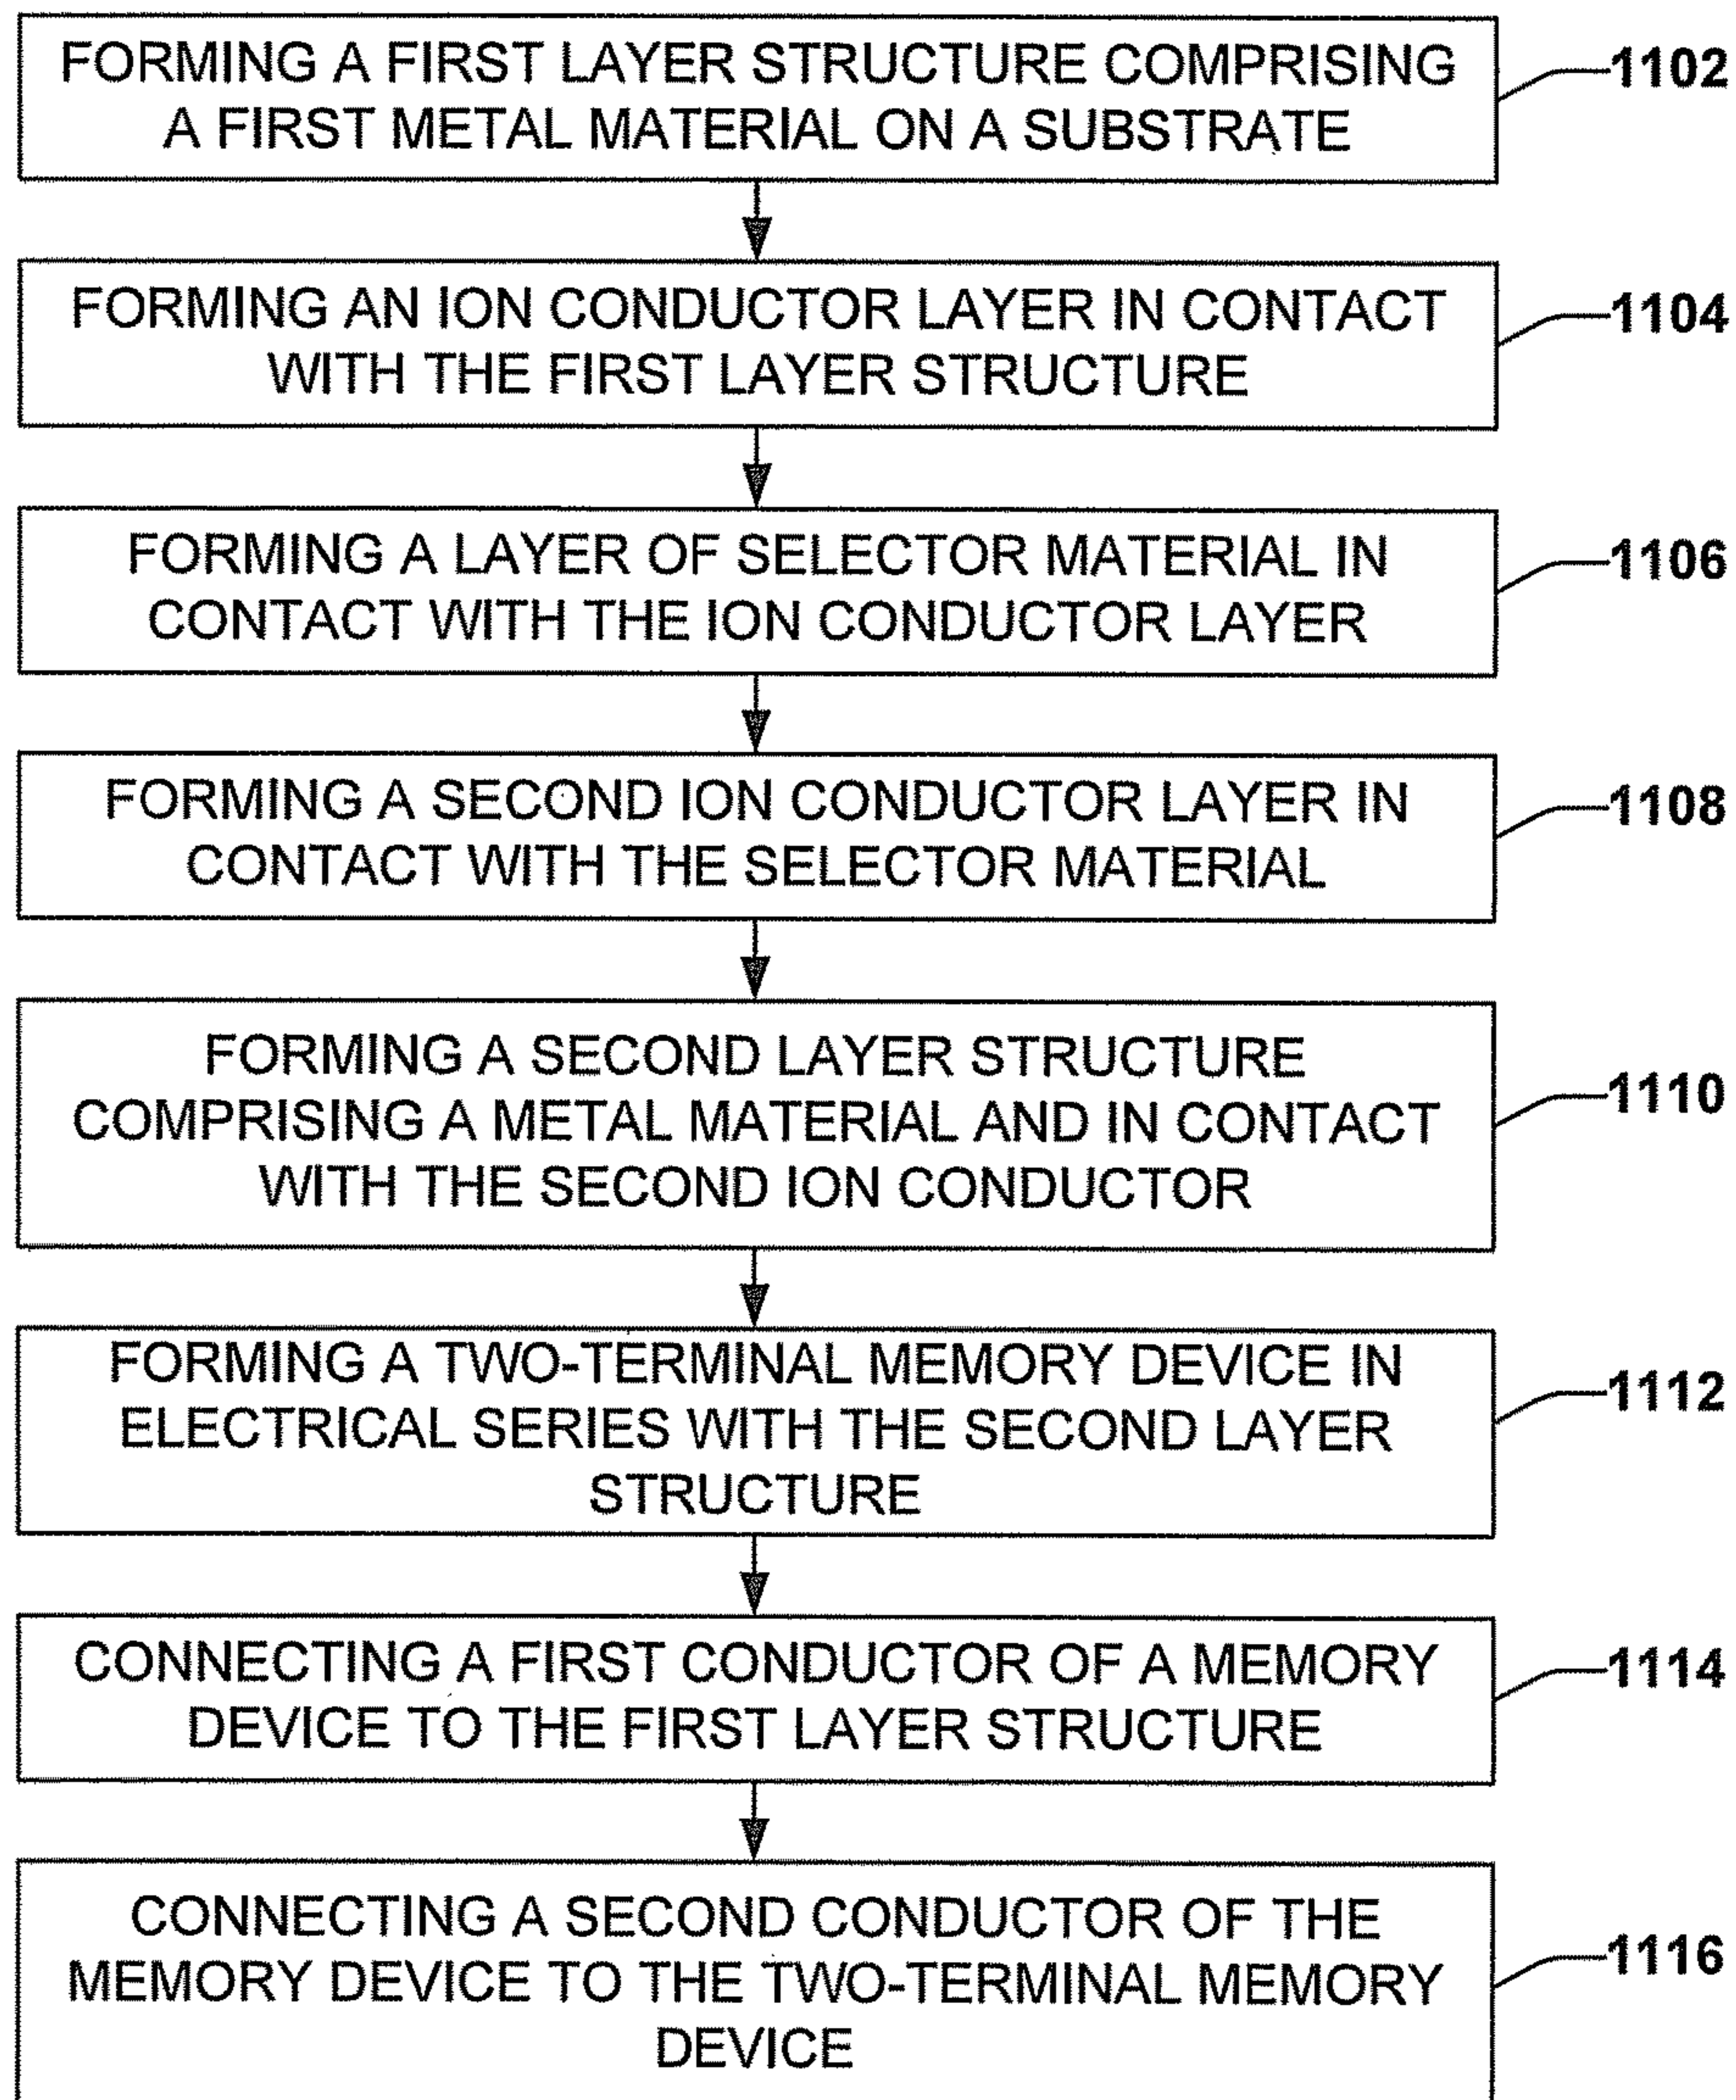 FORMING A FIRST LAYER STRUCTURE COMPRISING
A FIRST METAL MATERIAL ON A SUBSTRATE
1102
FORMING AN ION CONDUCTOR LAYER IN CONTACT
WITH THE FIRST LAYER STRUCTURE
1104
FORMING A LAYER OF SELECTOR MATERIAL IN
CONTACT WITH THE ION CONDUCTOR LAYER
1106
FORMING A SECOND ION CONDUCTOR LAYER IN
CONTACT WITH THE SELECTOR MATERIAL
1108
FORMING A SECOND LAYER STRUCTURE
COMPRISING A METAL MATERIAL AND IN CONTACT
WITH THE SECOND ION CONDUCTOR
1110
FORMING A TWO-TERMINAL MEMORY DEVICE IN
ELECTRICAL SERIES WITH THE SECOND LAYER
STRUCTURE
1112
CONNECTING A FIRST CONDUCTOR OF A MEMORY
DEVICE TO THE FIRST LAYER STRUCTURE
1114
CONNECTING A SECOND CONDUCTOR OF THE
MEMORY DEVICE TO THE TWO-TERMINAL MEMORY
DEVICE
1116